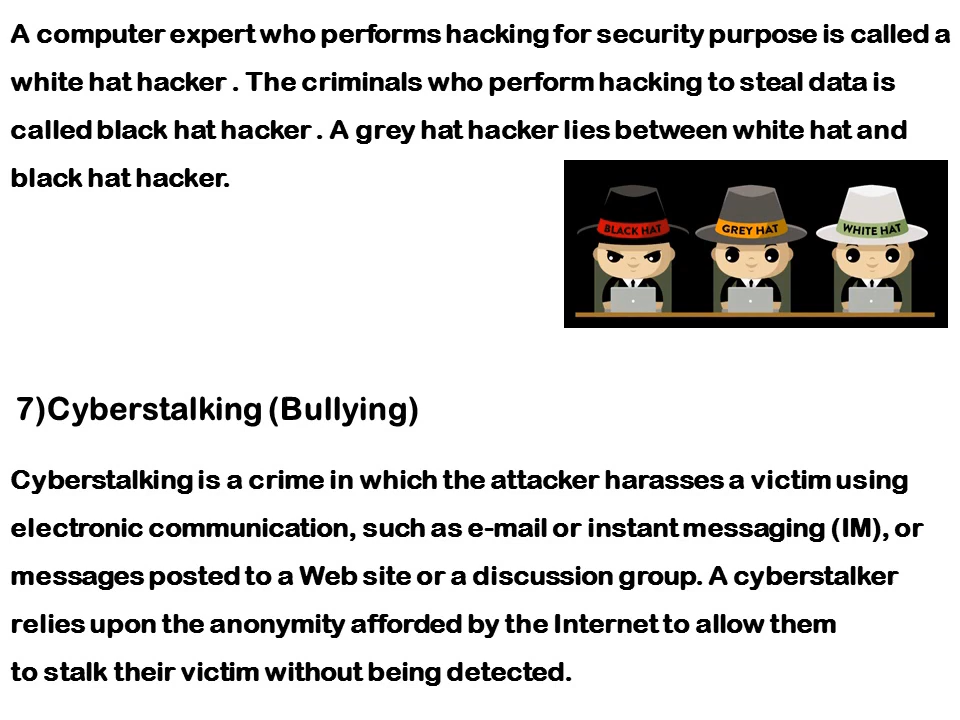 A computer expert who performs hacking for security purpose is called a
white hat hacker . The criminals who perform hacking to steal data is
called black hat hacker . A grey hat hacker lies between white hat and
black hat hacker.
BLACK HAT
GREY HAT
WHITE HAT
7)Cyberstalking (Bullying)
Cyberstalking is a crime in which the attacker harasses a victim using
electronic communication, such as e-mail or instant messaging (IM), or
messages posted to a Web site or a discussion group. A cyberstalker
relies upon the anonymity afforded by the Internet to allow them
to stalk their victim without being detected.